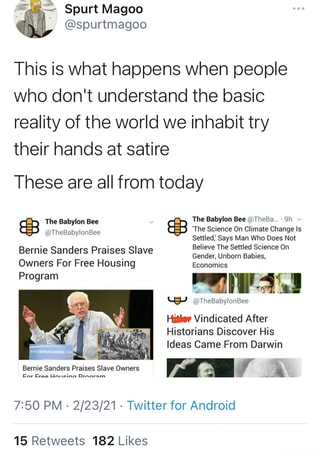 Spurt Magoo
@spurtmagoo
This is what happens when people
who don't understand the basic
reality of the world we inhabit try
their hands at satire
These are all from today
The Babylon Bee
@TheBabylonBee
Bernie Sanders Praises Slave
Owners For Free Housing
Program
Bernie Sanders Praises Slave Owners
For Free Housing Program
The Babylon Bee @TheBa... · 9h
'The Science On Climate Change Is
Settled,' Says Man Who Does Not
Believe The Settled Science On
Gender, Unborn Babies,
Economics
@TheBabylonBee
Hitler Vindicated After
Historians Discover His
Ideas Came From Darwin
7:50 PM · 2/23/21 · Twitter for Android
15 Retweets 182 Likes